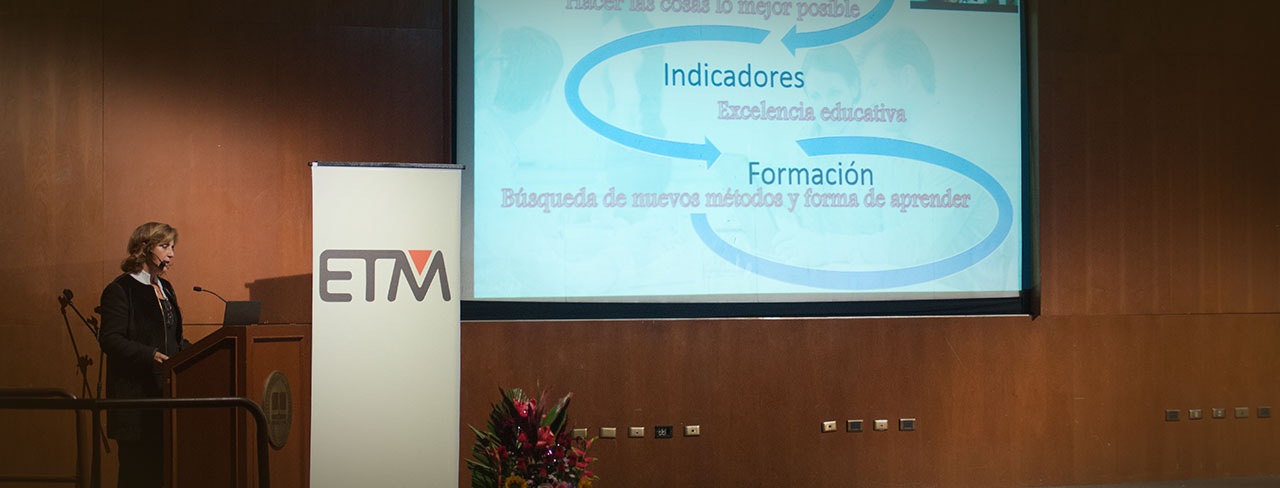 Hacer las cosas lo mejor posible
Indicadores
Excelencia educativa
Formación
Búsqueda de nuevos métodos y forma de aprender
ETM